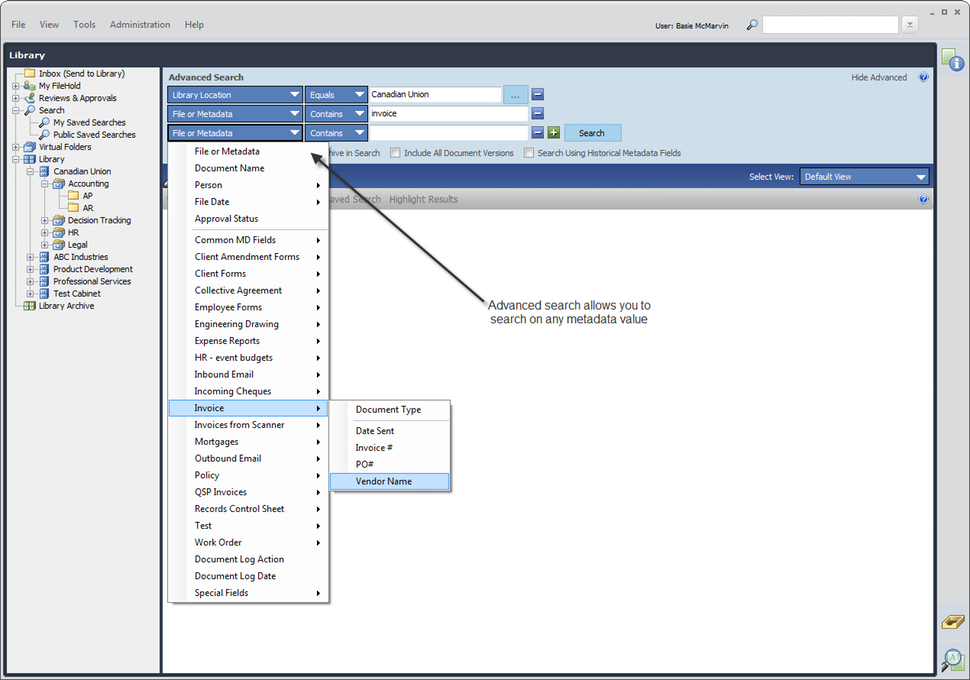 File View Tools Administration Help
User: Basie McMarvin
Library
Inbox (Send to Library)
My FileHold
Reviews & Approvals
Search
My Saved Searches
Public Saved Searches
Virtual Folders
Library
Canadian Union
Accounting
AP
AR
Decision Tracking
HR
Legal
ABC Industries
Product Development
Professional Services
Test Cabinet
Library Archive
Advanced Search
Hide Advanced
Library Location Equals Canadian Union ...
File or Metadata Contains invoice
File or Metadata Contains Search
in Search Include All Document Versions Search Using Historical Metadata Fields
Select View: Default View
Search Highlight Results
File or Metadata
Document Name
Person
File Date
Approval Status
Common MD Fields
Client Amendment Forms
Client Forms
Collective Agreement
Employee Forms
Engineering Drawing
Expense Reports
HR - event budgets
Inbound Email
Incoming Cheques
Invoice
Invoices from Scanner
Mortgages
Outbound Email
Policy
QSP Invoices
Records Control Sheet
Test
Work Order
Document Log Action
Document Log Date
Special Fields
Document Type
Date Sent
Invoice #
PO#
Vendor Name
Advanced search allows you to
search on any metadata value